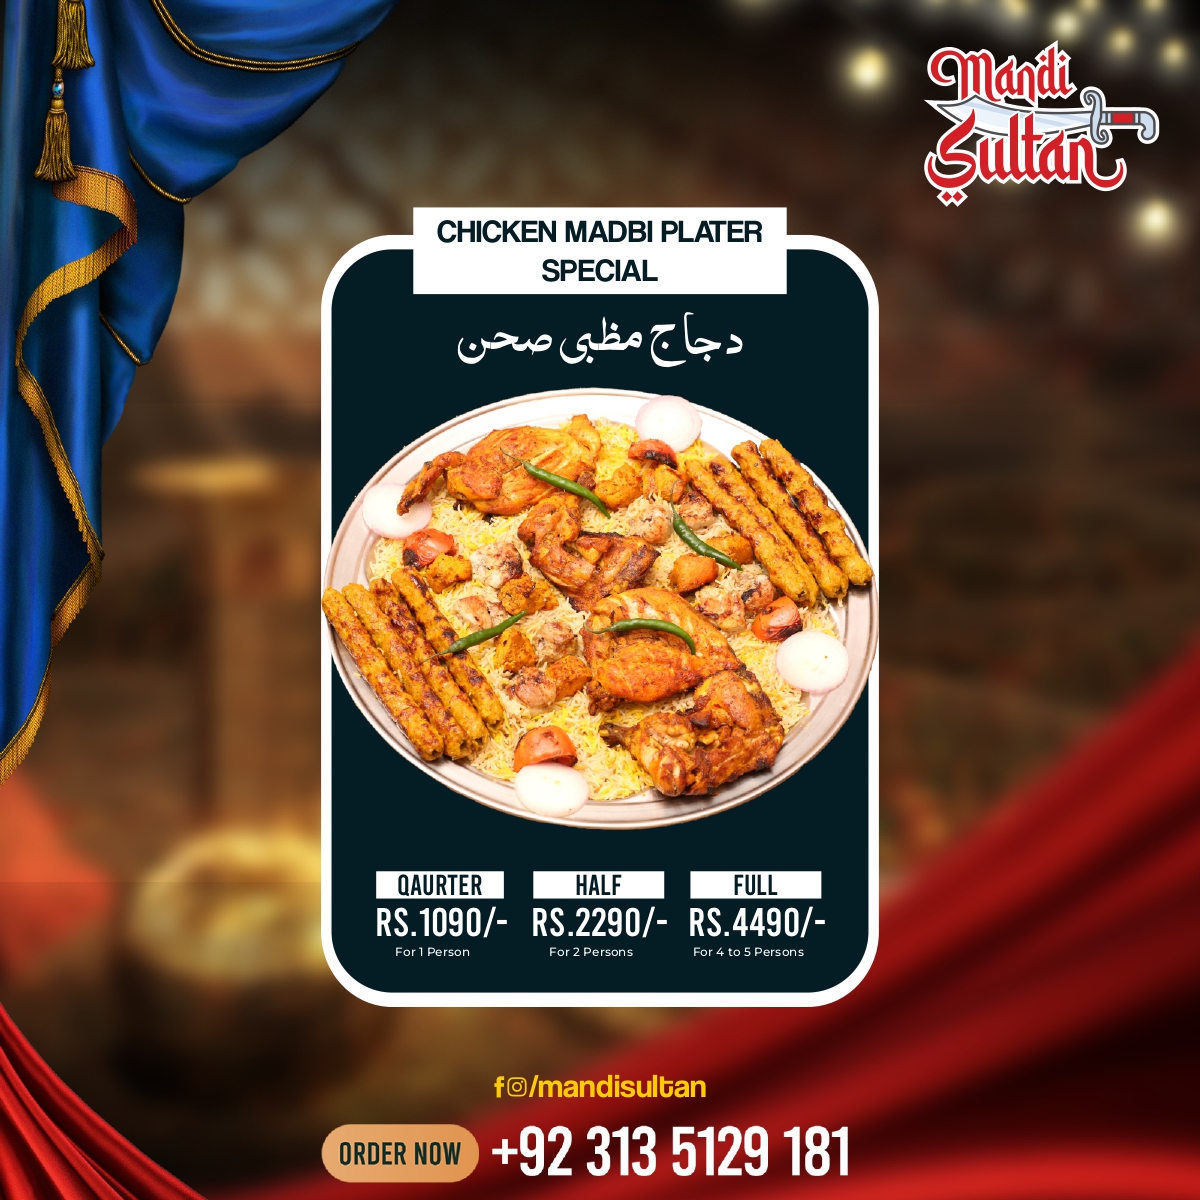 Mandi
Sultan
CHICKEN MADBI PLATER
SPECIAL
دجاج مظبی صحن
QAURTER
RS.1090/-
For 1 Person
HALF
RS.2290/-
For 2 Persons
FULL
RS.4490/-
For 4 to 5 Persons
/mandisultan
ORDER NOW +92 313 5129 181